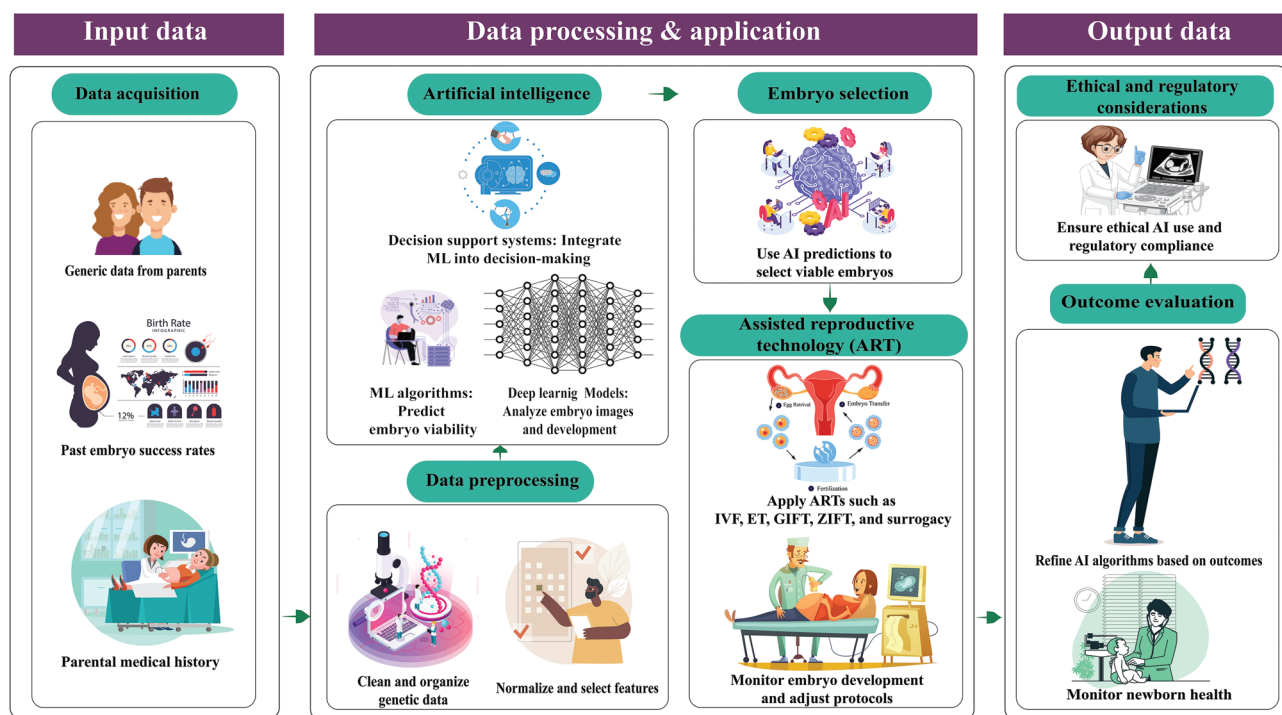 Input data
Data acquisition
Generic data from parents
Birth Rate
INFOGRAPHIC
12%
Past embryo success rates
Parental medical history
Data processing & application
Artificial intelligence
Decision support systems: Integrate
ML into decision-making
ML algorithms:
Predict
embryo viability
Deep learnig Models:
Analyze embryo images
and development
Data preprocessing
Clean and organize
genetic data
Normalize and select features
Embryo selection
AI
Use AI predictions to
select viable embryos
Assisted reproductive
technology (ART)
Egg Retrival
Embryo Transfer
Fertilization
Apply ARTs such as
IVF, ET, GIFT, ZIFT, and surrogacy
Monitor embryo development
and adjust protocols
Output data
Ethical and regulatory
considerations
Ensure ethical AI use and
regulatory compliance
Outcome evaluation
Refine AI algorithms based on outcomes
Monitor newborn health